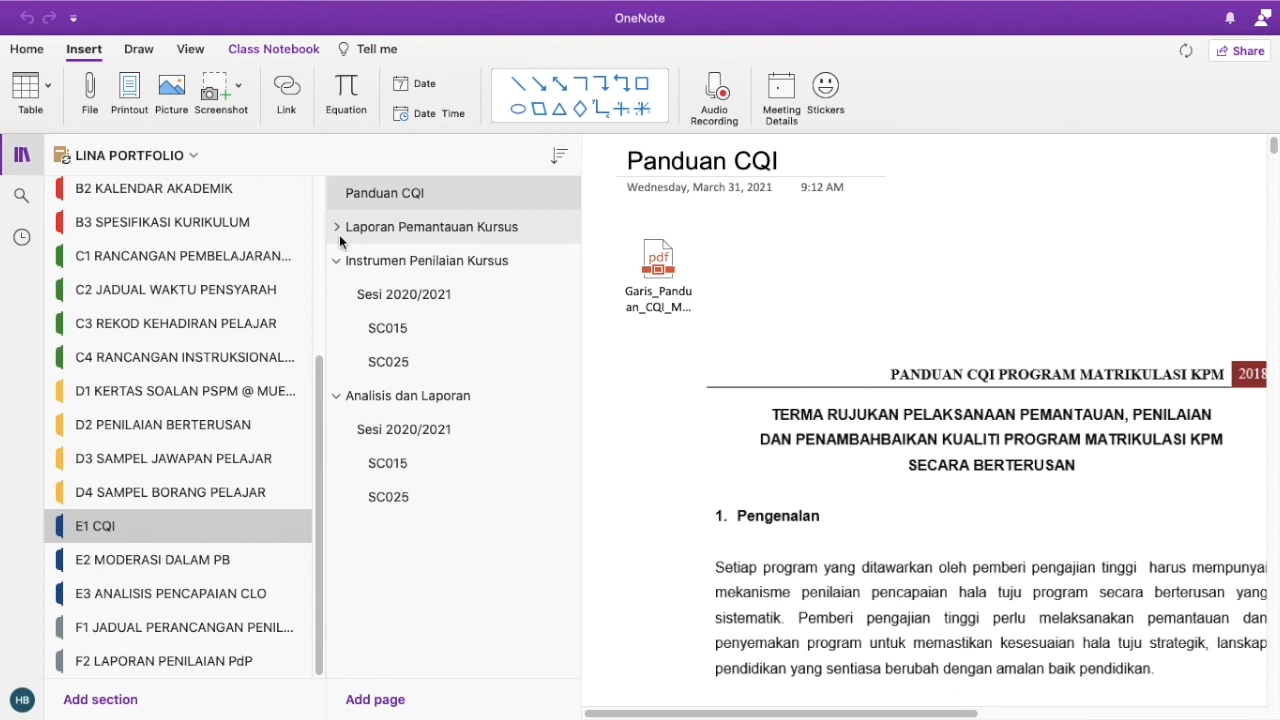 OneNote
Home Insert Draw View Class Notebook Tell me
Share
Table File Printout Picture Screenshot Link Equation
Date
Date Time
Audio Recording
Meeting Details
Stickers
LINA PORTFOLIO
B2 KALENDAR AKADEMIK
B3 SPESIFIKASI KURIKULUM
C1 RANCANGAN PEMBELAJARAN...
C2 JADUAL WAKTU PENSYARAH
C3 REKOD KEHADIRAN PELAJAR
C4 RANCANGAN INSTRUKSIONAL...
D1 KERTAS SOALAN PSPM @ MUE...
D2 PENILAIAN BERTERUSAN
D3 SAMPEL JAWAPAN PELAJAR
D4 SAMPEL BORANG PELAJAR
E1 CQI
E2 MODERASI DALAM PB
E3 ANALISIS PENCAPAIAN CLO
F1 JADUAL PERANCANGAN PENIL...
F2 LAPORAN PENILAIAN PdP
HB
Add section
Panduan CQI
Laporan Pemantauan Kursus
Instrumen Penilaian Kursus
Sesi 2020/2021
SC015
SC025
Analisis dan Laporan
Sesi 2020/2021
SC015
SC025
Add page
Panduan CQI
Wednesday, March 31, 2021 9:12 AM
pdf
Garis_Pandu
an_CQI_M...
PANDUAN CQI PROGRAM MATRIKULASI KPM 2018
TERMA RUJUKAN PELAKSANAAN PEMANTAUAN, PENILAIAN
DAN PENAMBAHBAIKAN KUALITI PROGRAM MATRIKULASI KPM
SECARA BERTERUSAN
1. Pengenalan
Setiap program yang ditawarkan oleh pemberi pengajian tinggi harus mempunyai
mekanisme penilaian pencapaian hala tuju program secara berterusan yang
sistematik. Pemberi pengajian tinggi perlu melaksanakan pemantauan dan
penyemakan program untuk memastikan kesesuaian hala tuju strategik, lanskap
pendidikan yang sentiasa berubah dengan amalan baik pendidikan.